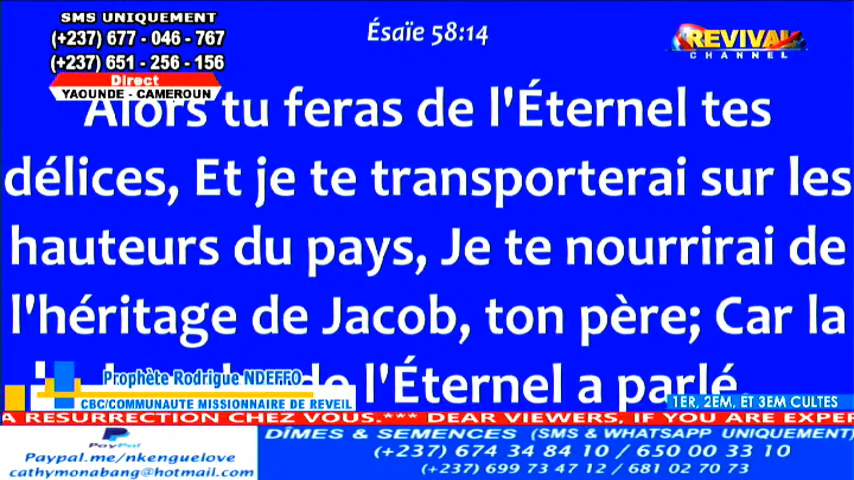 SMS UNIQUEMENT
(+237) 677 - 046 - 767
(+237) 651 - 256 - 156
Direct
YAOUNDE - CAMEROUN
Ésaïe 58:14
REVIVAL
CHANNEL
Alors tu feras de l'Éternel tes
délices, Et je te transporterai sur les
hauteurs du pays, Je te nourrirai de
l'héritage de Jacob, ton père; Car la
de l'Éternel a parlé.
Prophète Rodrigue NDEFFO
CBC/COMMUNAUTE MISSIONNAIRE DE REVEIL
1ER, 2EM, ET 3EM CULTES
A RESURRECTION CHEZ VOUS.*** DEAR VIEWERS, IF YOU ARE EXPER
PayPal
Paypal.me/nkenguelove
cathymonabang@hotmail.com
DÎMES & SEMENCES (SMS & WHATSAPP UNIQUEMENT)
(+237) 674 34 84 10 / 650 00 33 10
(+237) 699 73 47 12 / 681 02 70 73